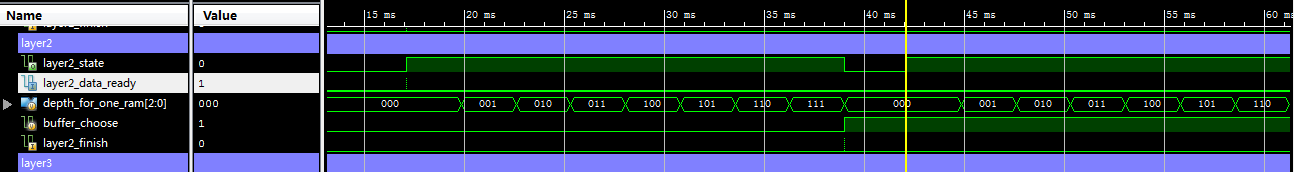 Name Value 15 ms 20 ms 25 ms 30 ms 35 ms 40 ms 45 ms 50 ms 55 ms 60 ms
layer2
layer2_state 0
layer2_data_ready 1
depth_for_one_ram[2:0] 000 000 001 010 011 100 101 110 111 000 001 010 011 100 101 110
buffer_choose 1
layer2_finish 0
layer3